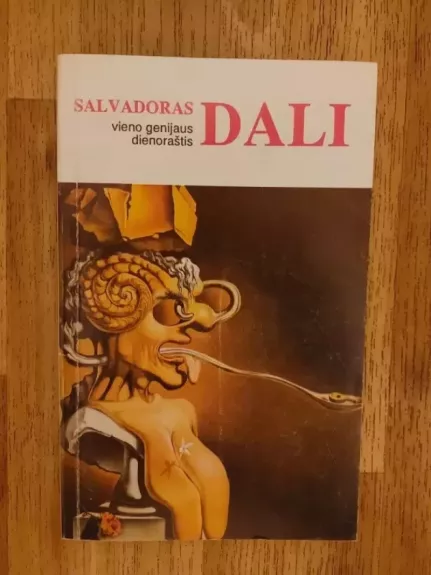 SALVADORAS DALI
vieno genijaus
dienoraštis